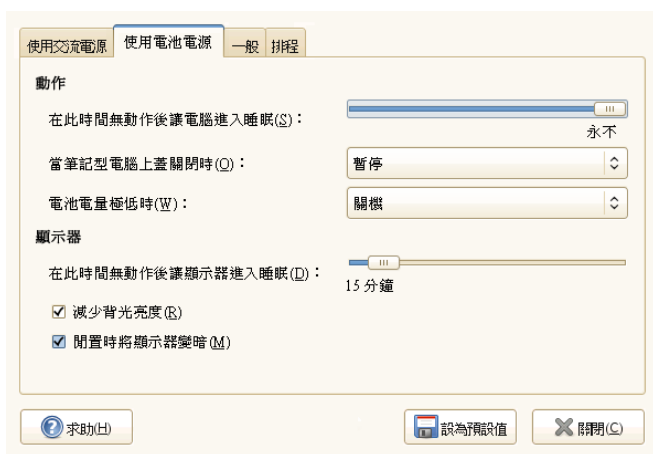 使用交流電源 使用電池電源 一般 排程
動作
在此時間無動作後讓電腦進入睡眠(S)：
永不
當筆記型電腦上蓋關閉時(O)： 暫停
電池電量極低時(W)： 關機
顯示器
在此時間無動作後讓顯示器進入睡眠(D)：
15 分鐘
減少背光亮度(R)
閒置時將顯示器變暗(M)
求助(H) 設為預設值 關閉(C)